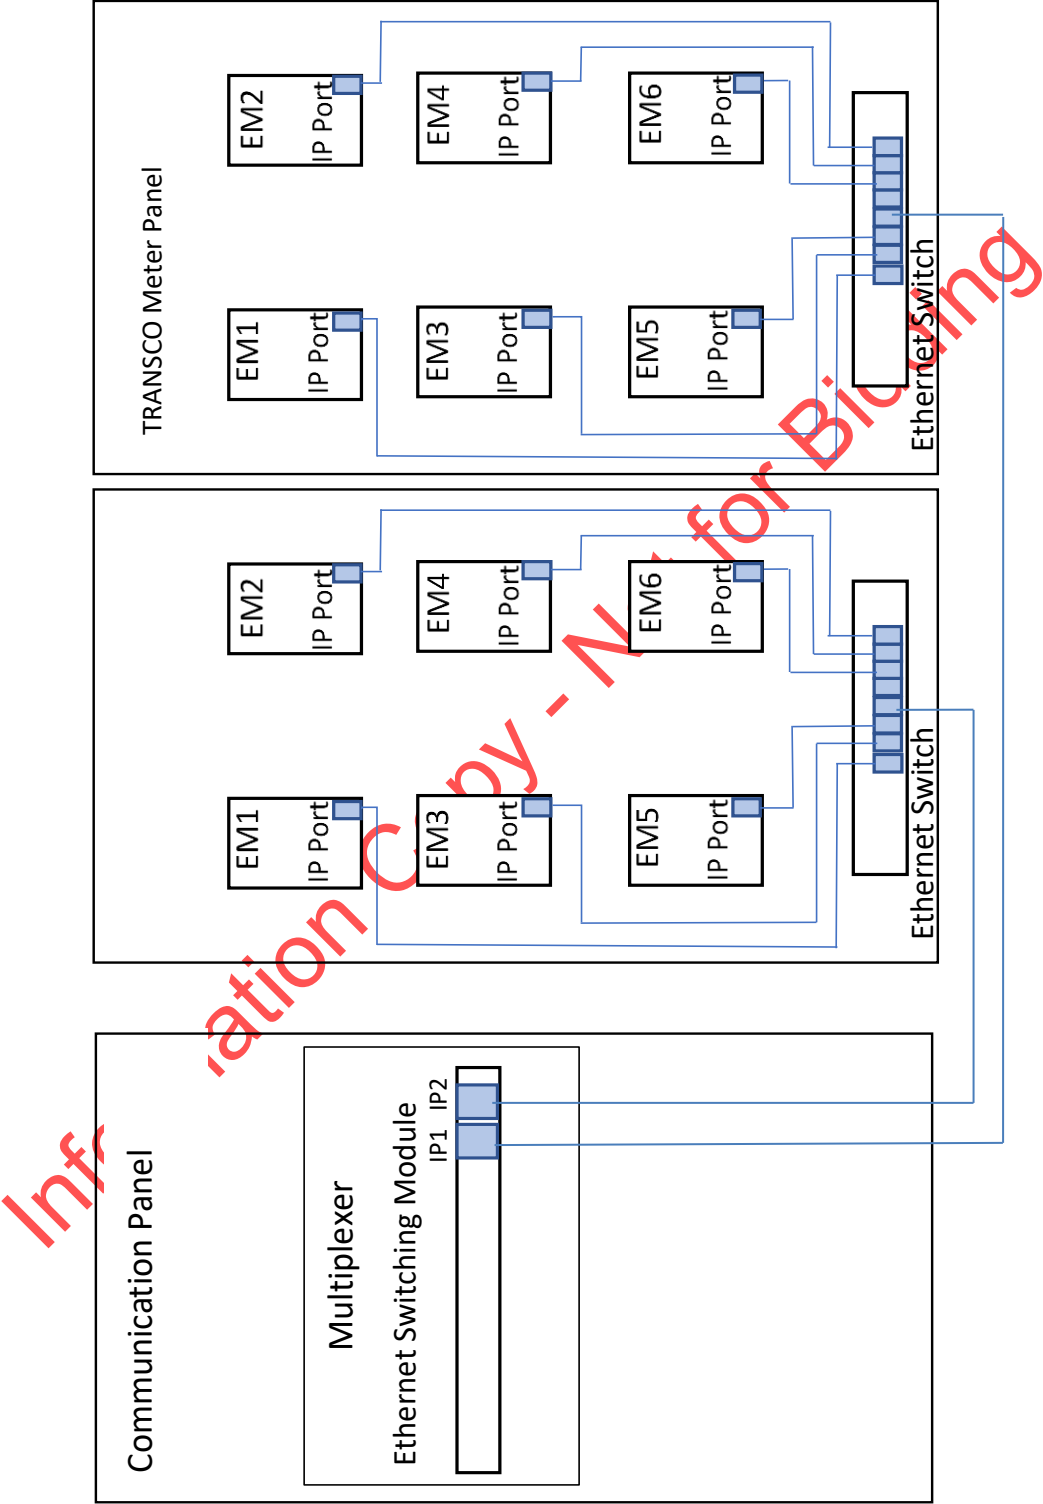 Communication Panel
Multiplexer
Ethernet Switching Module
IP1 IP2
EM1
IP Port
EM2
IP Port
EM3
IP Port
EM4
IP Port
EM5
IP Port
EM6
IP Port
Ethernet Switch
TRANSCO Meter Panel
EM1
IP Port
EM2
IP Port
EM3
IP Port
EM4
IP Port
EM5
IP Port
EM6
IP Port
Ethernet Switch
Copy - Not for Bidding